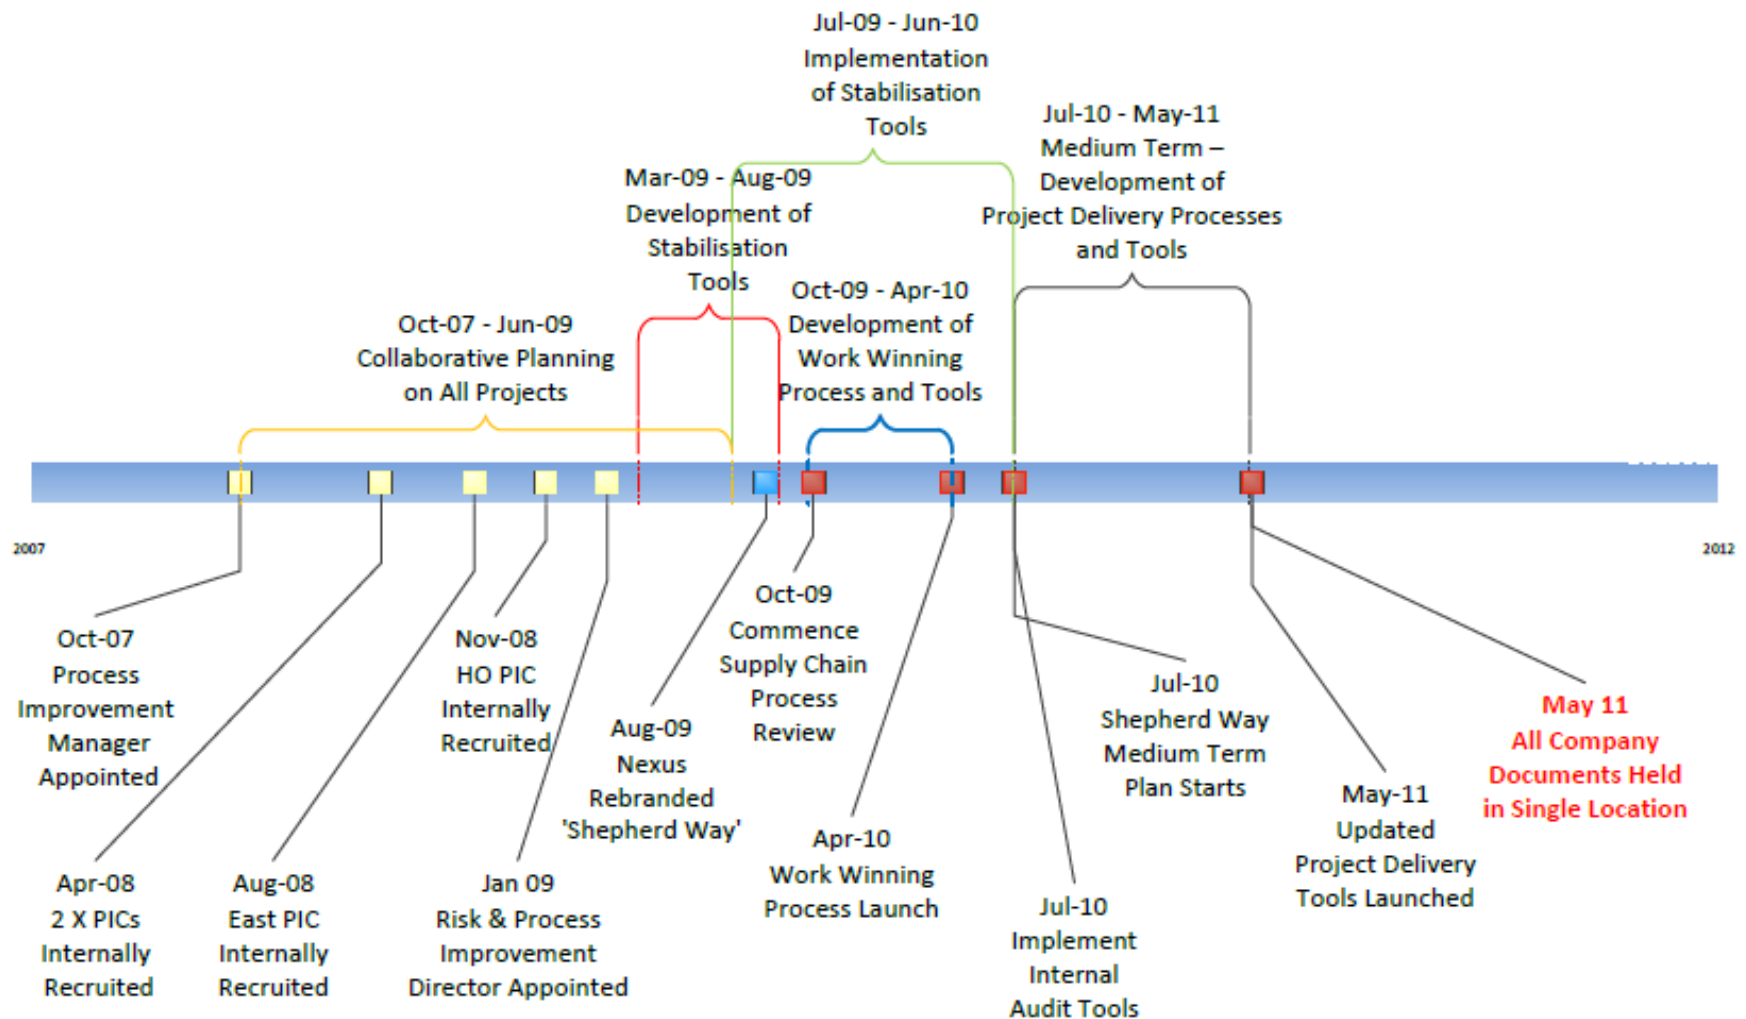 Jul-09 - Jun-10
Implementation
of Stabilisation
Tools
Jul-10 - May-11
Medium Term –
Development of
Project Delivery Processes
and Tools
Mar-09 - Aug-09
Development of
Stabilisation
Tools
Oct-09 - Apr-10
Development of
Work Winning
Process and Tools
Oct-07 - Jun-09
Collaborative Planning
on All Projects
2007
2012
Oct-07
Process
Improvement
Manager
Appointed
Nov-08
HO PIC
Internally
Recruited
Aug-09
Nexus
Rebranded
'Shepherd Way'
Oct-09
Commence
Supply Chain
Process
Review
Jul-10
Shepherd Way
Medium Term
Plan Starts
May-11
Updated
Project Delivery
Tools Launched
May 11
All Company
Documents Held
in Single Location
Apr-08
2 X PICs
Internally
Recruited
Aug-08
East PIC
Internally
Recruited
Jan 09
Risk & Process
Improvement
Director Appointed
Apr-10
Work Winning
Process Launch
Jul-10
Implement
Internal
Audit Tools